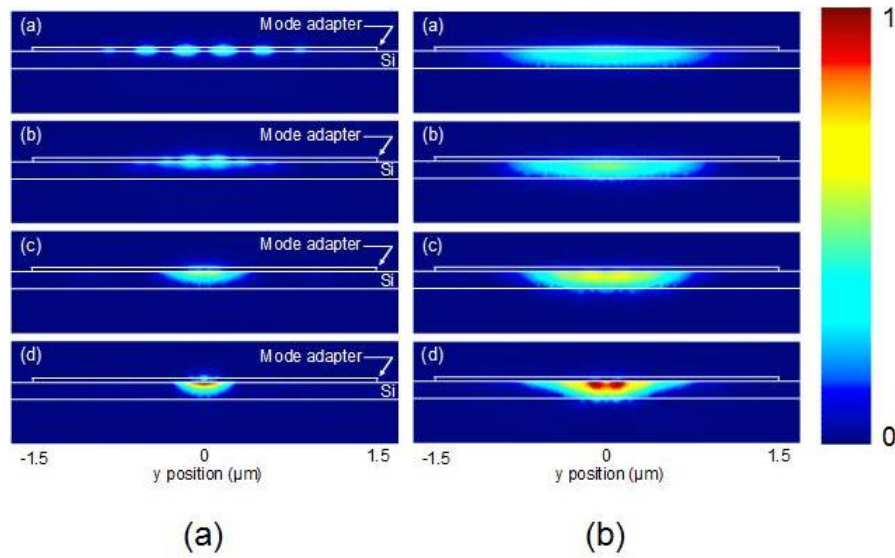 (a) Mode adapter
Si
(b) Mode adapter
Si
(c) Mode adapter
Si
(d) Mode adapter
Si
-1.5 0 1.5
y position (µm)
(a)
(a)
(b)
(c)
(d)
-1.5 0 1.5
y position (µm)
(b)
1
0